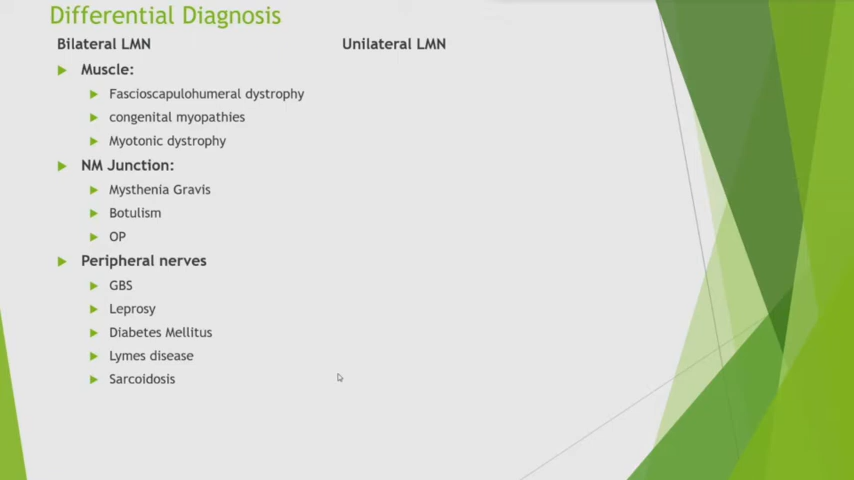 Differential Diagnosis
Bilateral LMN
Muscle:
Fascioscapulohumeral dystrophy
congenital myopathies
Myotonic dystrophy
NM Junction:
Mysthenia Gravis
Botulism
OP
Peripheral nerves
GBS
Leprosy
Diabetes Mellitus
Lymes disease
Sarcoidosis
Unilateral LMN